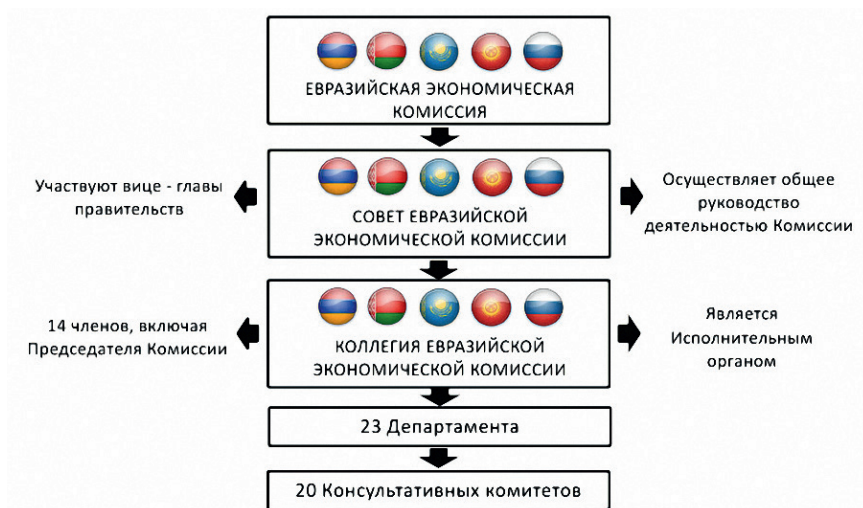 ЕВРАЗИЙСКАЯ ЭКОНОМИЧЕСКАЯ
КОМИССИЯ
Участвуют вице - главы
правительств
СОВЕТ ЕВРАЗИЙСКОЙ
ЭКОНОМИЧЕСКОЙ КОМИССИИ
Осуществляет общее
руководство
деятельностью Комиссии
14 членов, включая
Председателя Комиссии
КОЛЛЕГИЯ ЕВРАЗИЙСКОЙ
ЭКОНОМИЧЕСКОЙ КОМИССИИ
Является
Исполнительным
органом
23 Департамента
20 Консультативных комитетов